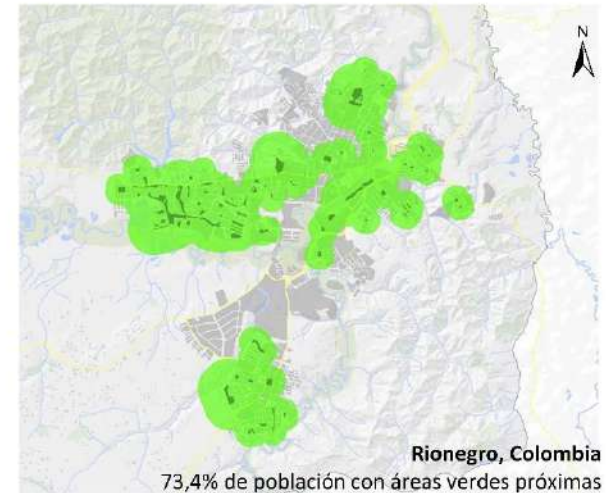 N
Rionegro, Colombia
73,4% de población con áreas verdes próximas